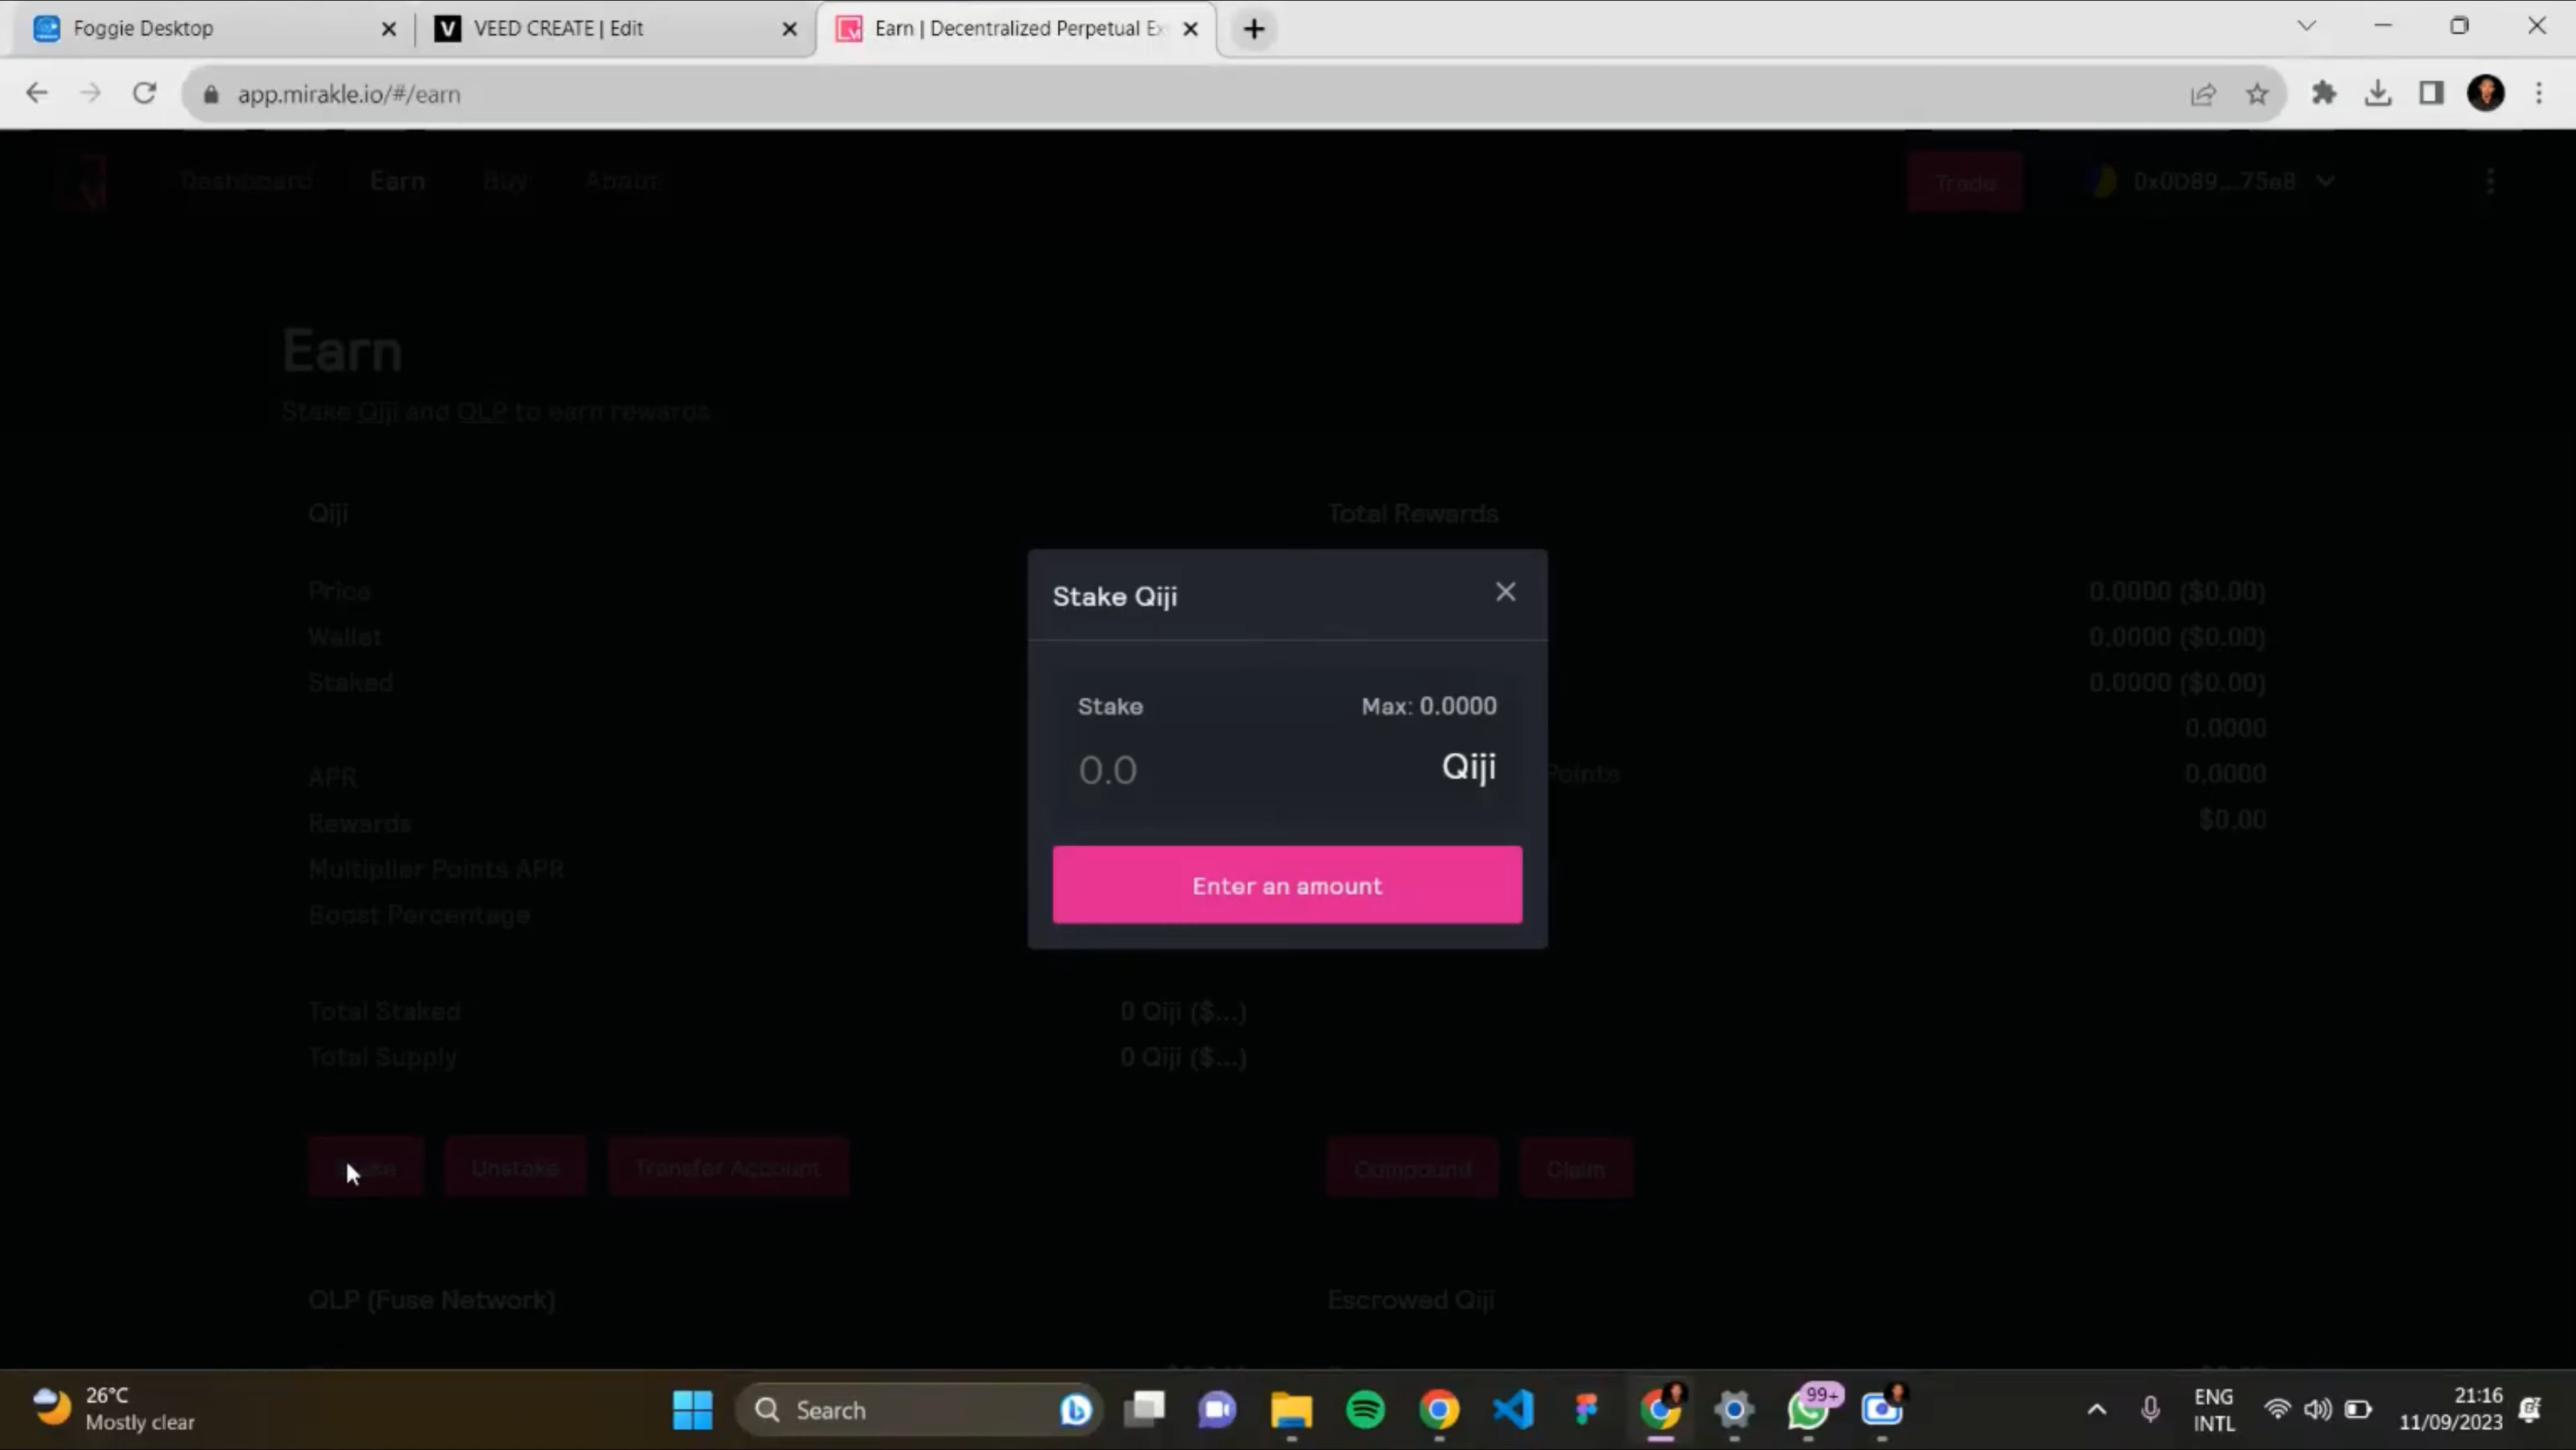 Foggie Desktop
VEED CREATE | Edit
Earn | Decentralized Perpetual Ex
app.mirakle.io/#/earn
Dashboard
Earn
Buy
About
Trade
0x0D89...75a8
Earn
Stake Qiji and QLP to earn rewards.
Qiji
Total Rewards
Price
0.0000 ($0.00)
Wallet
0.0000 ($0.00)
Staked
0.0000 ($0.00)
0.0000
APR
Points
0.0000
Rewards
$0.00
Multiplier Points APR
Boost Percentage
Stake Qiji
Stake
Max: 0.0000
0.0
Qiji
Enter an amount
Total Staked
0 Qiji ($...)
Total Supply
0 Qiji ($...)
Unstake
Transfer Account
Compound
Claim
QLP (Fuse Network)
Escrowed Qiji
26°C
Mostly clear
Search
99+
ENG
INTL
21:16
11/09/2023